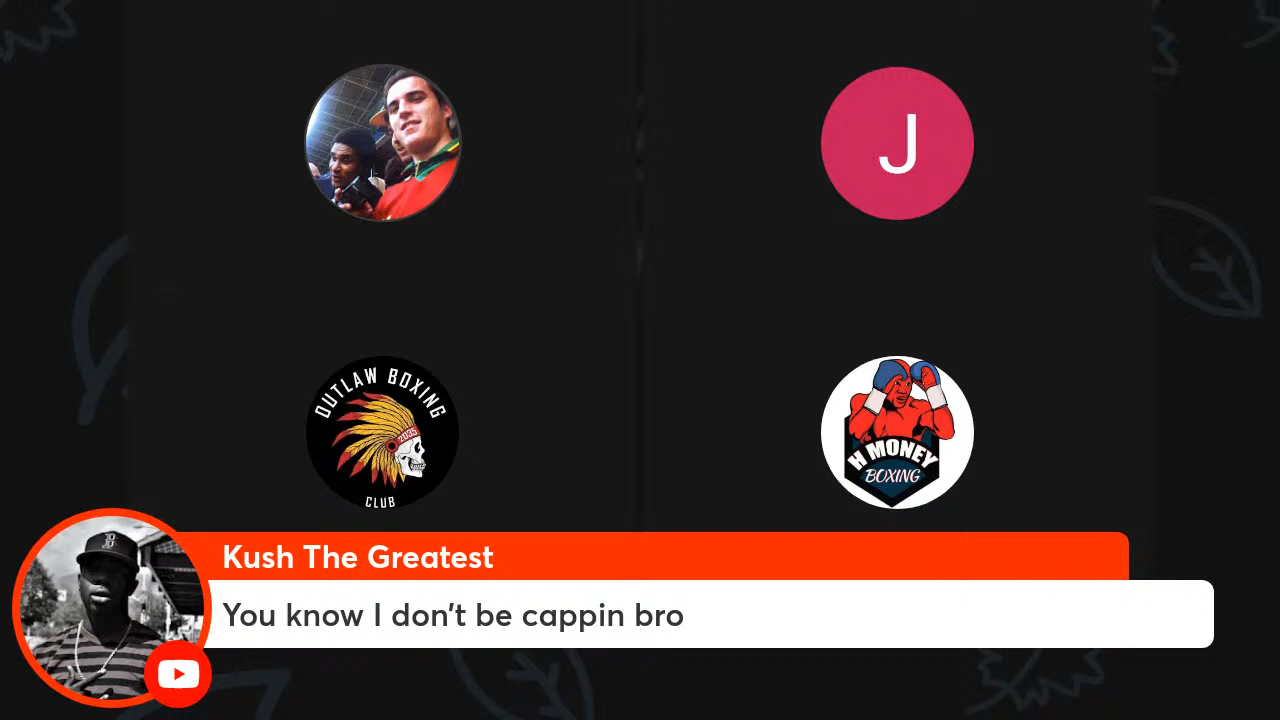 J
OUTLAW BOXING
2035
CLUB
H MONEY
BOXING
Kush The Greatest
You know I don't be cappin bro